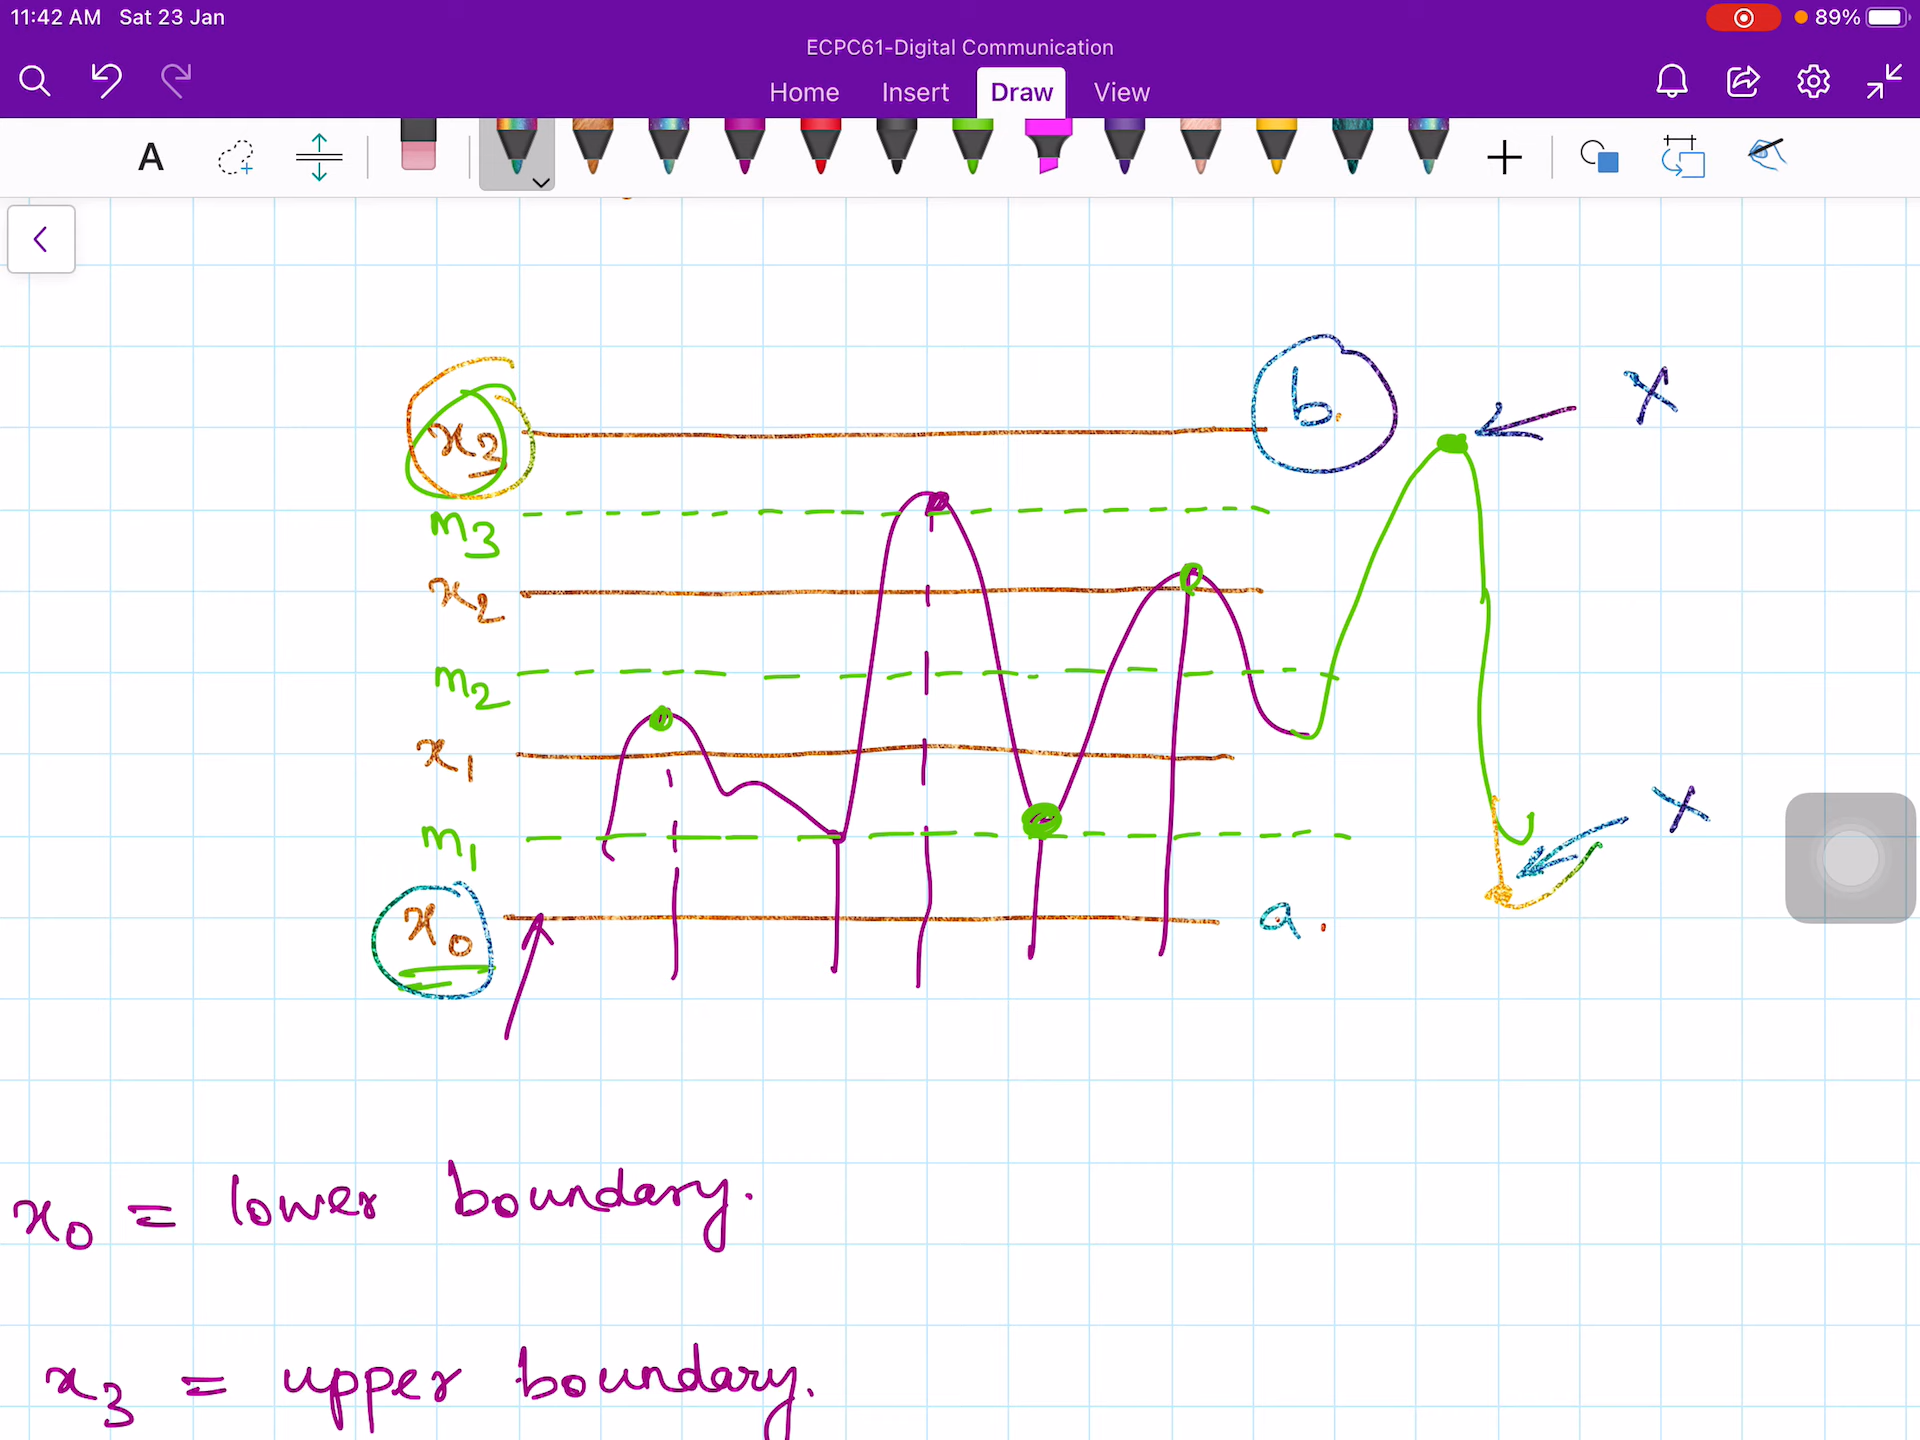 11:42 AM Sat 23 Jan
89%
ECPC61-Digital Communication
Home Insert Draw View
A
b.
x
x3
m3
x2
m2
x1
x
m1
x0
a.
x0 = lower boundary.
x3 = upper boundary.